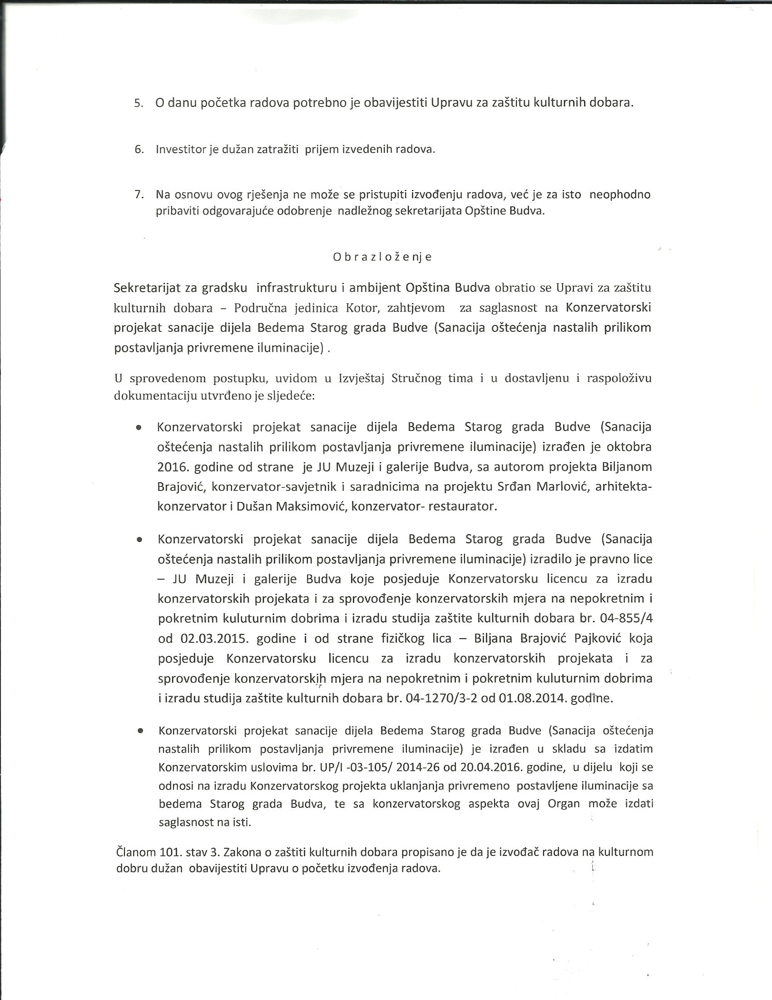 5. O danu početka radova potrebno je obavijestiti Upravu za zaštitu kulturnih dobara.
6. Investitor je dužan zatražiti prijem izvedenih radova.
7. Na osnovu ovog rješenja ne može se pristupiti izvođenju radova, već je za isto neophodno
pribaviti odgovarajuće odobrenje nadležnog sekretarijata Opštine Budva.
O b r a z l o ž e nj e
Sekretarijat za gradsku infrastrukturu i ambijent Opština Budva obratio se Upravi za zaštitu
kulturnih dobara – Područna jedinica Kotor, zahtjevom za saglasnost na Konzervatorski
projekat sanacije dijela Bedema Starog grada Budve (Sanacija oštećenja nastalih prilikom
postavljanja privremene iluminacije) .
U sprovedenom postupku, uvidom u Izvještaj Stručnog tima i u dostavljenu i raspoloživu
dokumentaciju utvrđeno je sljedeće:
• Konzervatorski projekat sanacije dijela Bedema Starog grada Budve (Sanacija
oštećenja nastalih prilikom postavljanja privremene iluminacije) izrađen je oktobra
2016. godine od strane je JU Muzeji i galerije Budva, sa autorom projekta Biljanom
Brajović, konzervator-savjetnik i saradnicima na projektu Srđan Marlović, arhitekta-
konzervator i Dušan Maksimović, konzervator- restaurator.
• Konzervatorski projekat sanacije dijela Bedema Starog grada Budve (Sanacija
oštećenja nastalih prilikom postavljanja privremene iluminacije) izradilo je pravno lice
– JU Muzeji i galerije Budva koje posjeduje Konzervatorsku licencu za izradu
konzervatorskih projekata i za sprovođenje konzervatorskih mjera na nepokretnim i
pokretnim kuluturnim dobrima i izradu studija zaštite kulturnih dobara br. 04-855/4
od 02.03.2015. godine i od strane fizičkog lica – Biljana Brajović Pajković koja
posjeduje Konzervatorsku licencu za izradu konzervatorskih projekata i za
sprovođenje konzervatorskih mjera na nepokretnim i pokretnim kuluturnim dobrima
i izradu studija zaštite kulturnih dobara br. 04-1270/3-2 od 01.08.2014. godine.
• Konzervatorski projekat sanacije dijela Bedema Starog grada Budve (Sanacija oštećenja
nastalih prilikom postavljanja privremene iluminacije) je izrađen u skladu sa izdatim
Konzervatorskim uslovima br. UP/I -03-105/ 2014-26 od 20.04.2016. godine, u dijelu koji se
odnosi na izradu Konzervatorskog projekta uklanjanja privremeno postavljene iluminacije sa
bedema Starog grada Budva, te sa konzervatorskog aspekta ovaj Organ može izdati
saglasnost na isti.
Članom 101. stav 3. Zakona o zaštiti kulturnih dobara propisano je da je izvođač radova na kulturnom
dobru dužan obavijestiti Upravu o početku izvođenja radova.